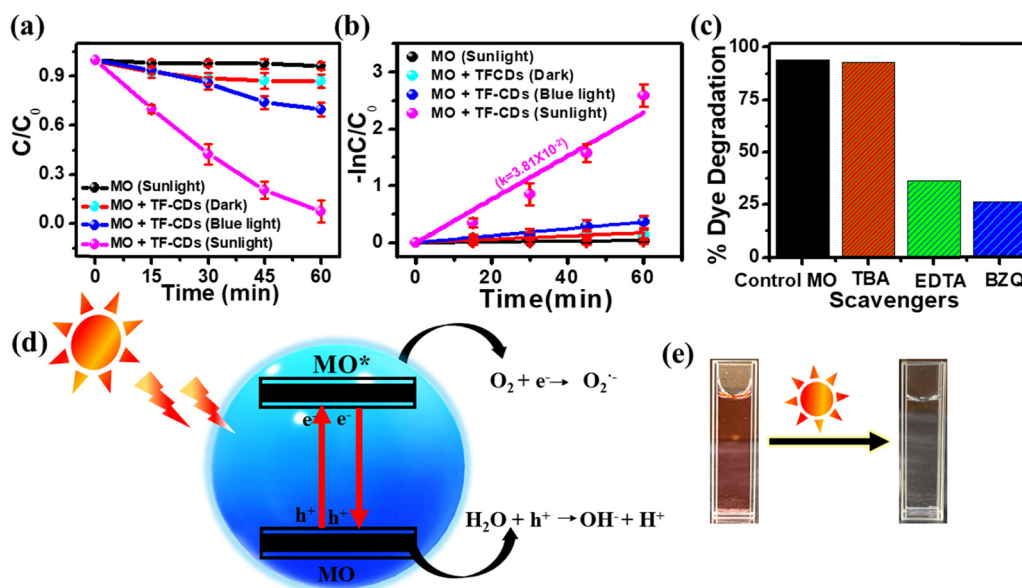 (a)
C/C₀
0.9
0.6
0.3
0.0
MO (Sunlight)
MO + TF-CDs (Dark)
MO + TF-CDs (Blue light)
MO + TF-CDs (Sunlight)
0 15 30 45 60
Time (min)
(b)
-lnC/C₀
3
2
1
0
MO (Sunlight)
MO + TFCDs (Dark)
MO + TF-CDs (Blue light)
MO + TF-CDs (Sunlight)
(k=3.81X10⁻²)
0 20 40 60
Time(min)
(c)
% Dye Degradation
100
75
50
25
0
Control MO TBA EDTA BZQ
Scavengers
(d)
MO*
e⁻ e⁻
h⁺ h⁺
MO
O₂ + e⁻→ O₂·⁻
H₂O + h⁺ →OH⁻ + H⁺
(e)